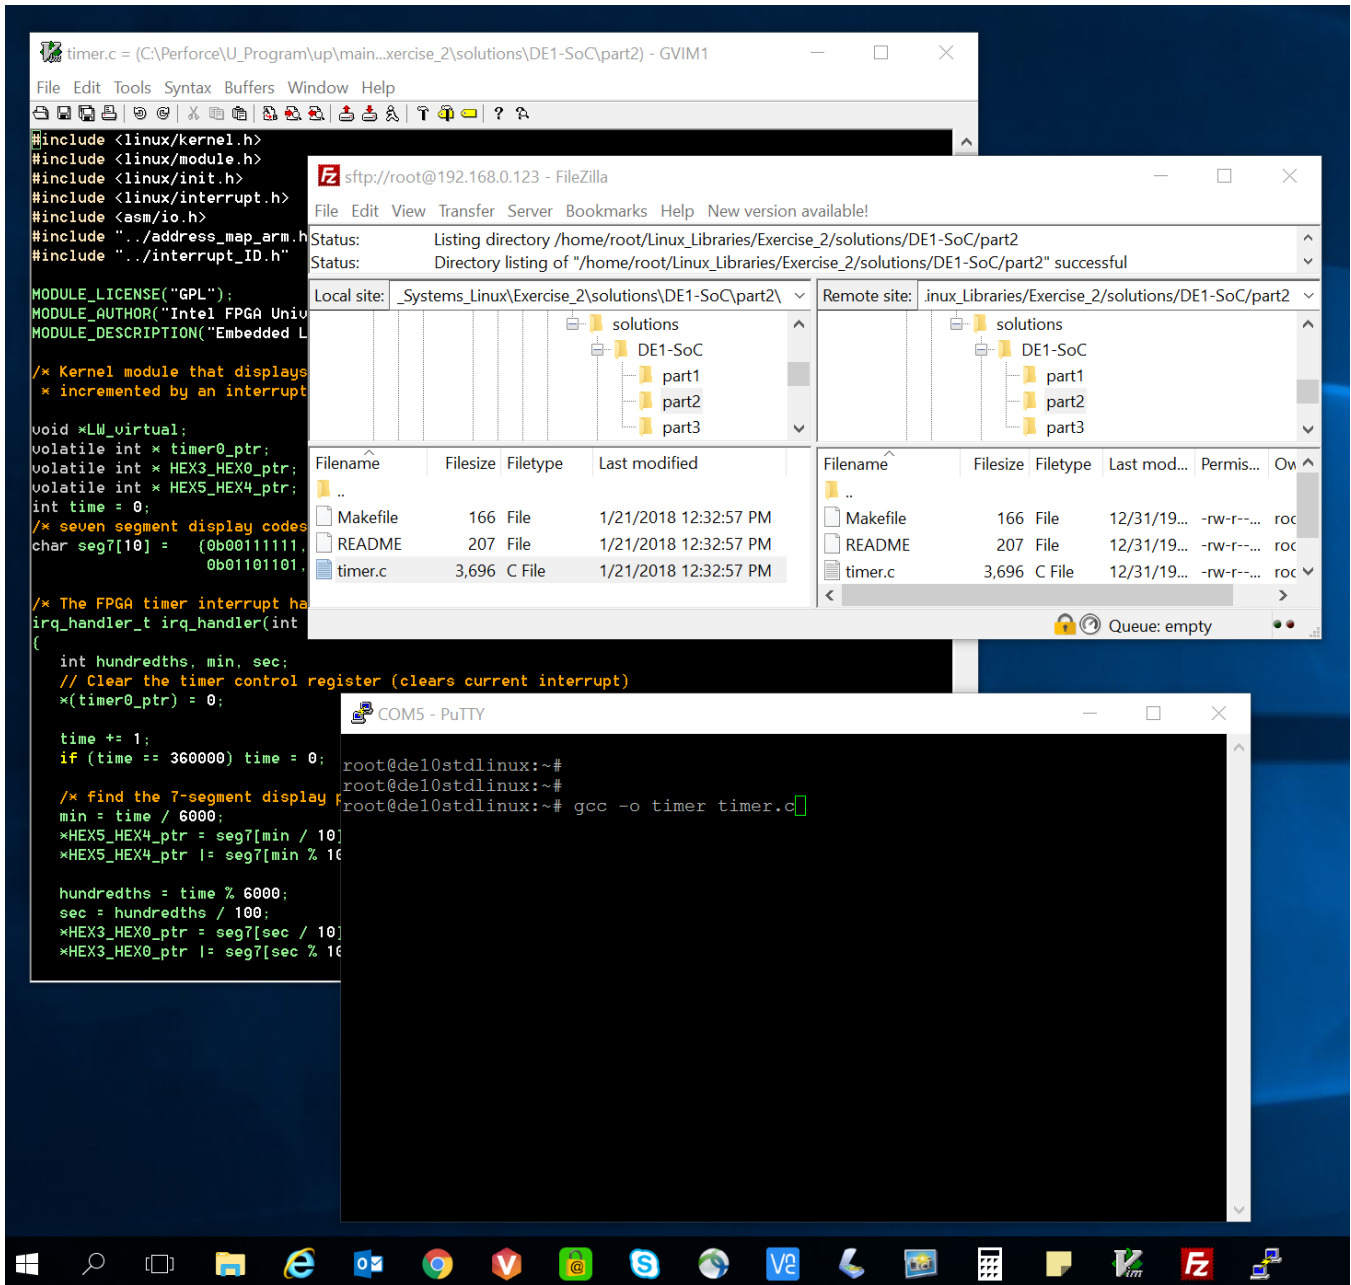 timer.c = (C:\Perforce\U_Program\up\main...xercise_2\solutions\DE1-SoC\part2) - GVIM1
File Edit Tools Syntax Buffers Window Help
#include <linux/kernel.h>
#include <linux/module.h>
#include <linux/init.h>
#include <linux/interrupt.h>
#include <asm/io.h>
#include "../address_map_arm.h
#include "../interrupt_ID.h"
MODULE_LICENSE("GPL");
MODULE_AUTHOR("Intel FPGA Univ
MODULE_DESCRIPTION("Embedded L
/* Kernel module that displays
* incremented by an interrupt
void *LW_virtual;
volatile int * timer0_ptr;
volatile int * HEX3_HEX0_ptr;
volatile int * HEX5_HEX4_ptr;
int time = 0;
/* seven segment display codes
char seg7[10] = {0b00111111,
0b01101101,
/* The FPGA timer interrupt ha
irq_handler_t irq_handler(int
{
int hundredths, min, sec;
// Clear the timer control register (clears current interrupt)
*(timer0_ptr) = 0;
time += 1;
if (time == 360000) time = 0;
/* find the 7-segment display p
min = time / 6000;
*HEX5_HEX4_ptr = seg7[min / 10]
*HEX5_HEX4_ptr |= seg7[min % 10
hundredths = time % 6000;
sec = hundredths / 100;
*HEX3_HEX0_ptr = seg7[sec / 10]
*HEX3_HEX0_ptr |= seg7[sec % 10
sftp://root@192.168.0.123 - FileZilla
File Edit View Transfer Server Bookmarks Help New version available!
Status: Listing directory /home/root/Linux_Libraries/Exercise_2/solutions/DE1-SoC/part2
Status: Directory listing of "/home/root/Linux_Libraries/Exercise_2/solutions/DE1-SoC/part2" successful
Local site: _Systems_Linux\Exercise_2\solutions\DE1-SoC\part2\
solutions
DE1-SoC
part1
part2
part3
Filename Filesize Filetype Last modified
..
Makefile 166 File 1/21/2018 12:32:57 PM
README 207 File 1/21/2018 12:32:57 PM
timer.c 3,696 C File 1/21/2018 12:32:57 PM
Remote site: .inux_Libraries/Exercise_2/solutions/DE1-SoC/part2
solutions
DE1-SoC
part1
part2
part3
Filename Filesize Filetype Last mod... Permis... Ow
..
Makefile 166 File 12/31/19... -rw-r--... roo
README 207 File 12/31/19... -rw-r--... roo
timer.c 3,696 C File 12/31/19... -rw-r--... roo
Queue: empty
COM5 - PuTTY
root@de10stdlinux:~#
root@de10stdlinux:~#
root@de10stdlinux:~# gcc -o timer timer.c